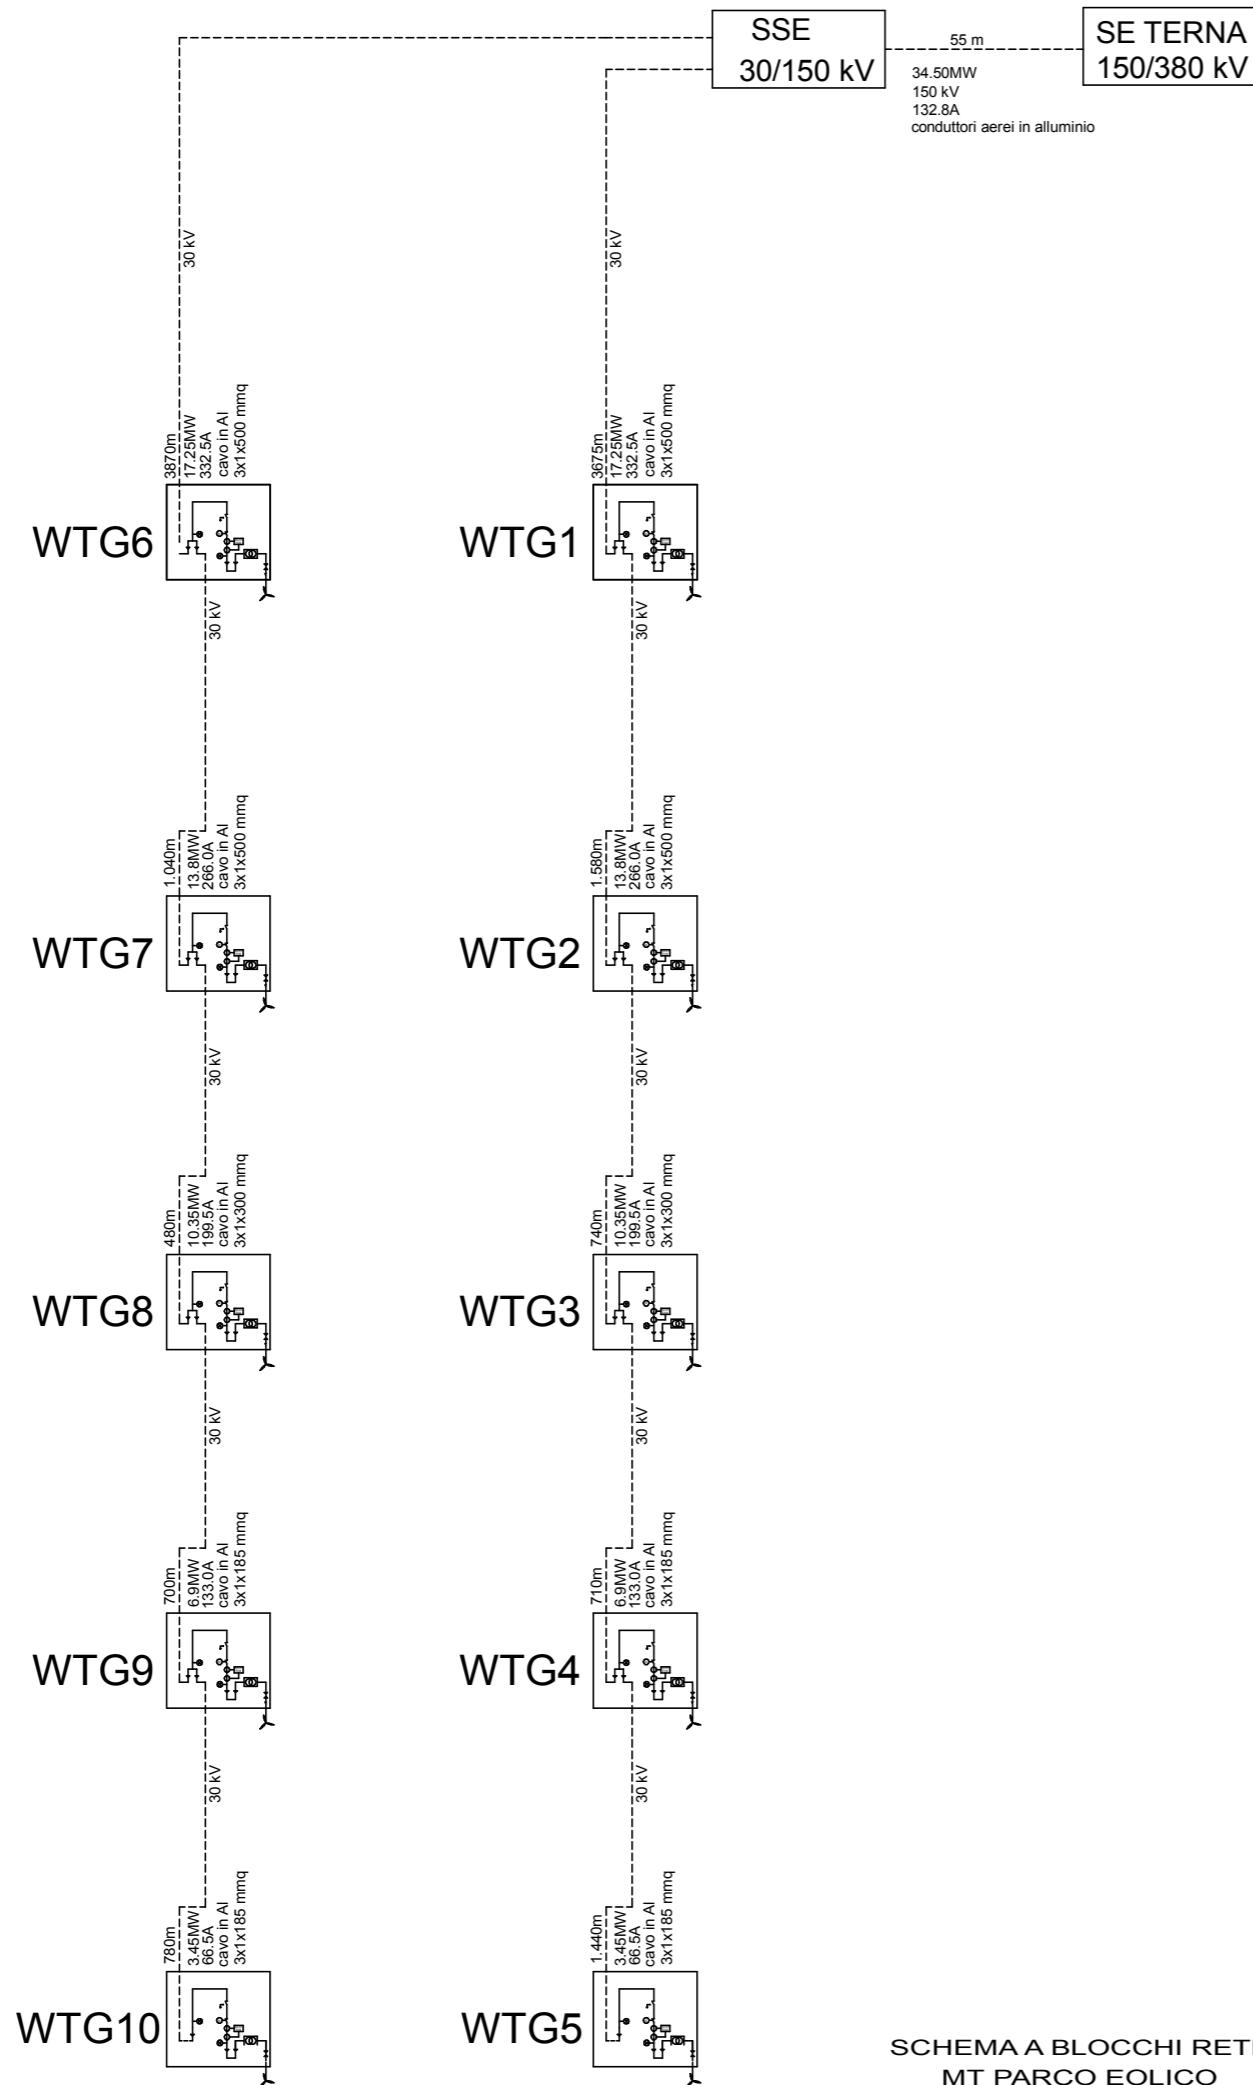 SSE
30/150 kV
55 m
SE TERNA
150/380 kV
34.50MW
150 kV
132.8A
conduttori aerei in alluminio
30 kV
30 kV
3870m
17.25MW
332.5A
cavo in Al
3x1x500 mmq
3675m
17.25MW
332.5A
cavo in Al
3x1x500 mmq
WTG6
WTG1
30 kV
30 kV
1.040m
13.8MW
266.0A
cavo in Al
3x1x500 mmq
1.580m
13.8MW
266.0A
cavo in Al
3x1x500 mmq
WTG7
WTG2
30 kV
30 kV
480m
10.35MW
199.5A
cavo in Al
3x1x300 mmq
740m
10.35MW
199.5A
cavo in Al
3x1x300 mmq
WTG8
WTG3
30 kV
30 kV
700m
6.9MW
133.0A
cavo in Al
3x1x185 mmq
710m
6.9MW
133.0A
cavo in Al
3x1x185 mmq
WTG9
WTG4
30 kV
30 kV
780m
3.45MW
66.5A
cavo in Al
3x1x185 mmq
1.440m
3.45MW
66.5A
cavo in Al
3x1x185 mmq
WTG10
WTG5
SCHEMA A BLOCCHI RET
MT PARCO EOLICO